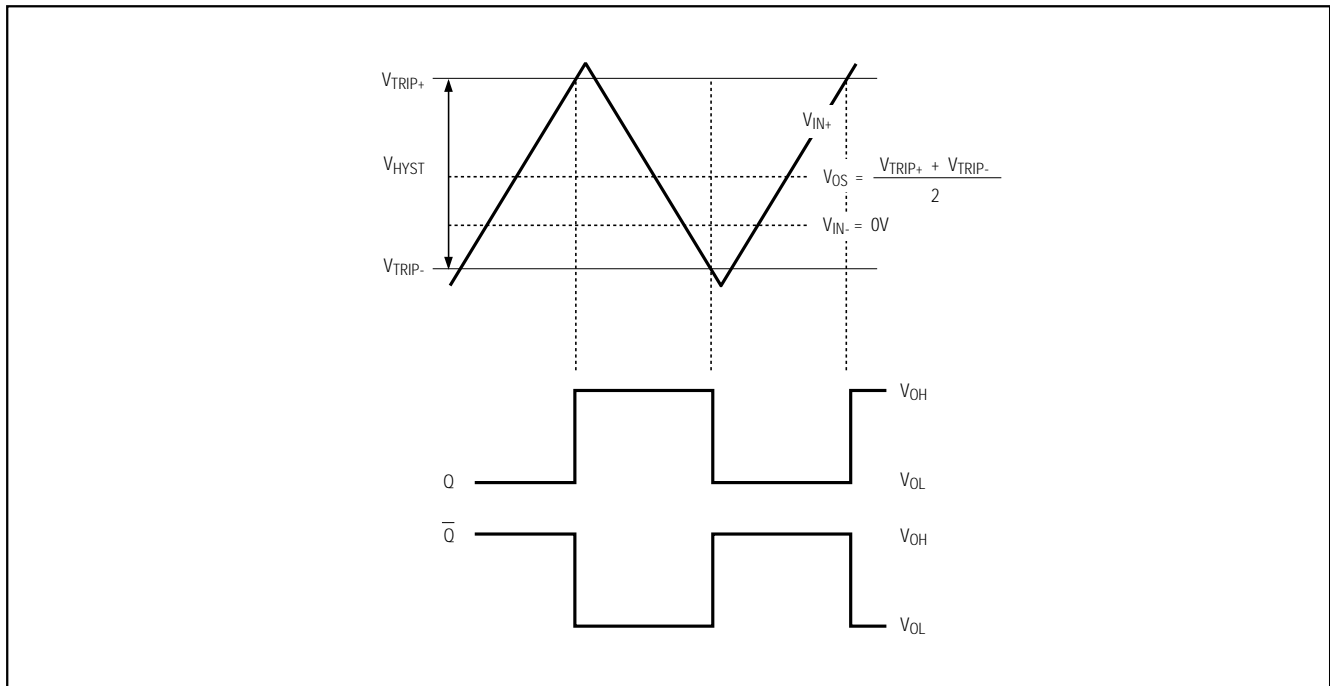 VTRIP+
VIN+
VHYST
VOS = VTRIP+ + VTRIP-
2
VIN- = 0V
VTRIP-
VOH
Q
VOL
Q̅
VOH
VOL